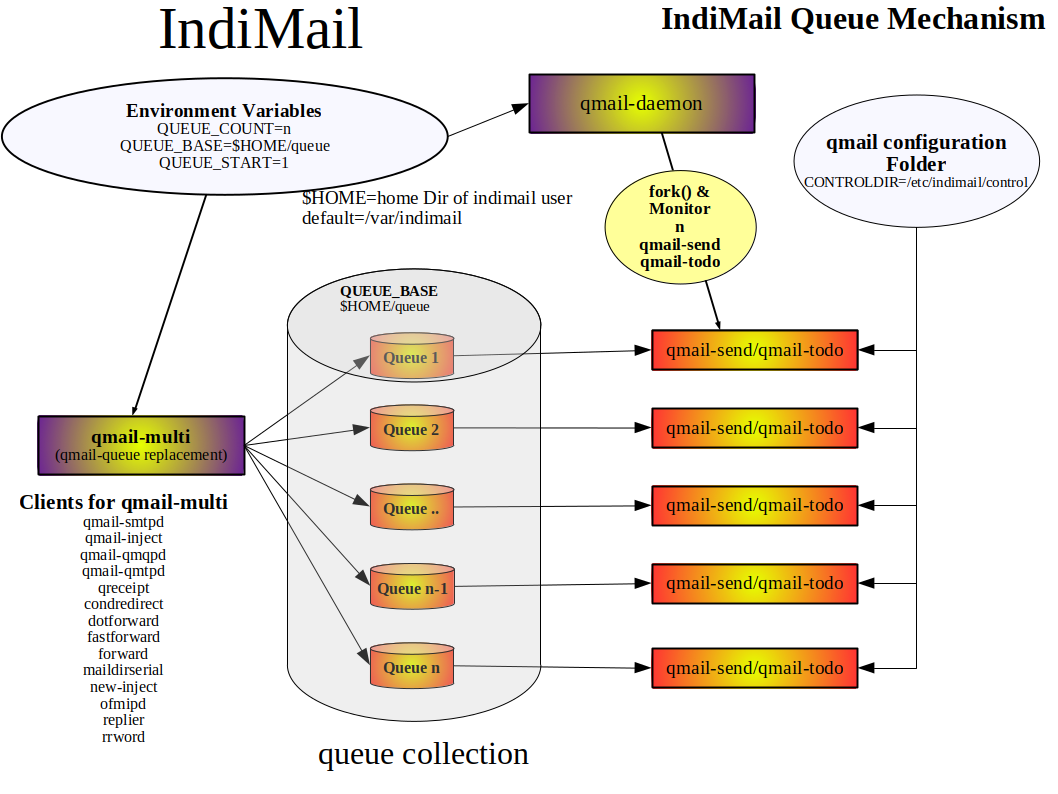 IndiMail
IndiMail Queue Mechanism
Environment Variables
QUEUE_COUNT=n
QUEUE_BASE=$HOME/queue
QUEUE_START=1
qmail-daemon
qmail configuration
Folder
CONTROLDIR=/etc/indimail/control
$HOME=home Dir of indimail user
default=/var/indimail
fork() &
Monitor
n
qmail-send
qmail-todo
QUEUE_BASE
$HOME/queue
Queue 1
qmail-send/qmail-todo
Queue 2
qmail-send/qmail-todo
Queue ..
qmail-send/qmail-todo
Queue n-1
qmail-send/qmail-todo
Queue n
qmail-send/qmail-todo
qmail-multi
(qmail-queue replacement)
Clients for qmail-multi
qmail-smtpd
qmail-inject
qmail-qmqpd
qmail-qmtpd
qreceipt
condredirect
dotforward
fastforward
forward
maildirserial
new-inject
ofmipd
replier
rrword
queue collection